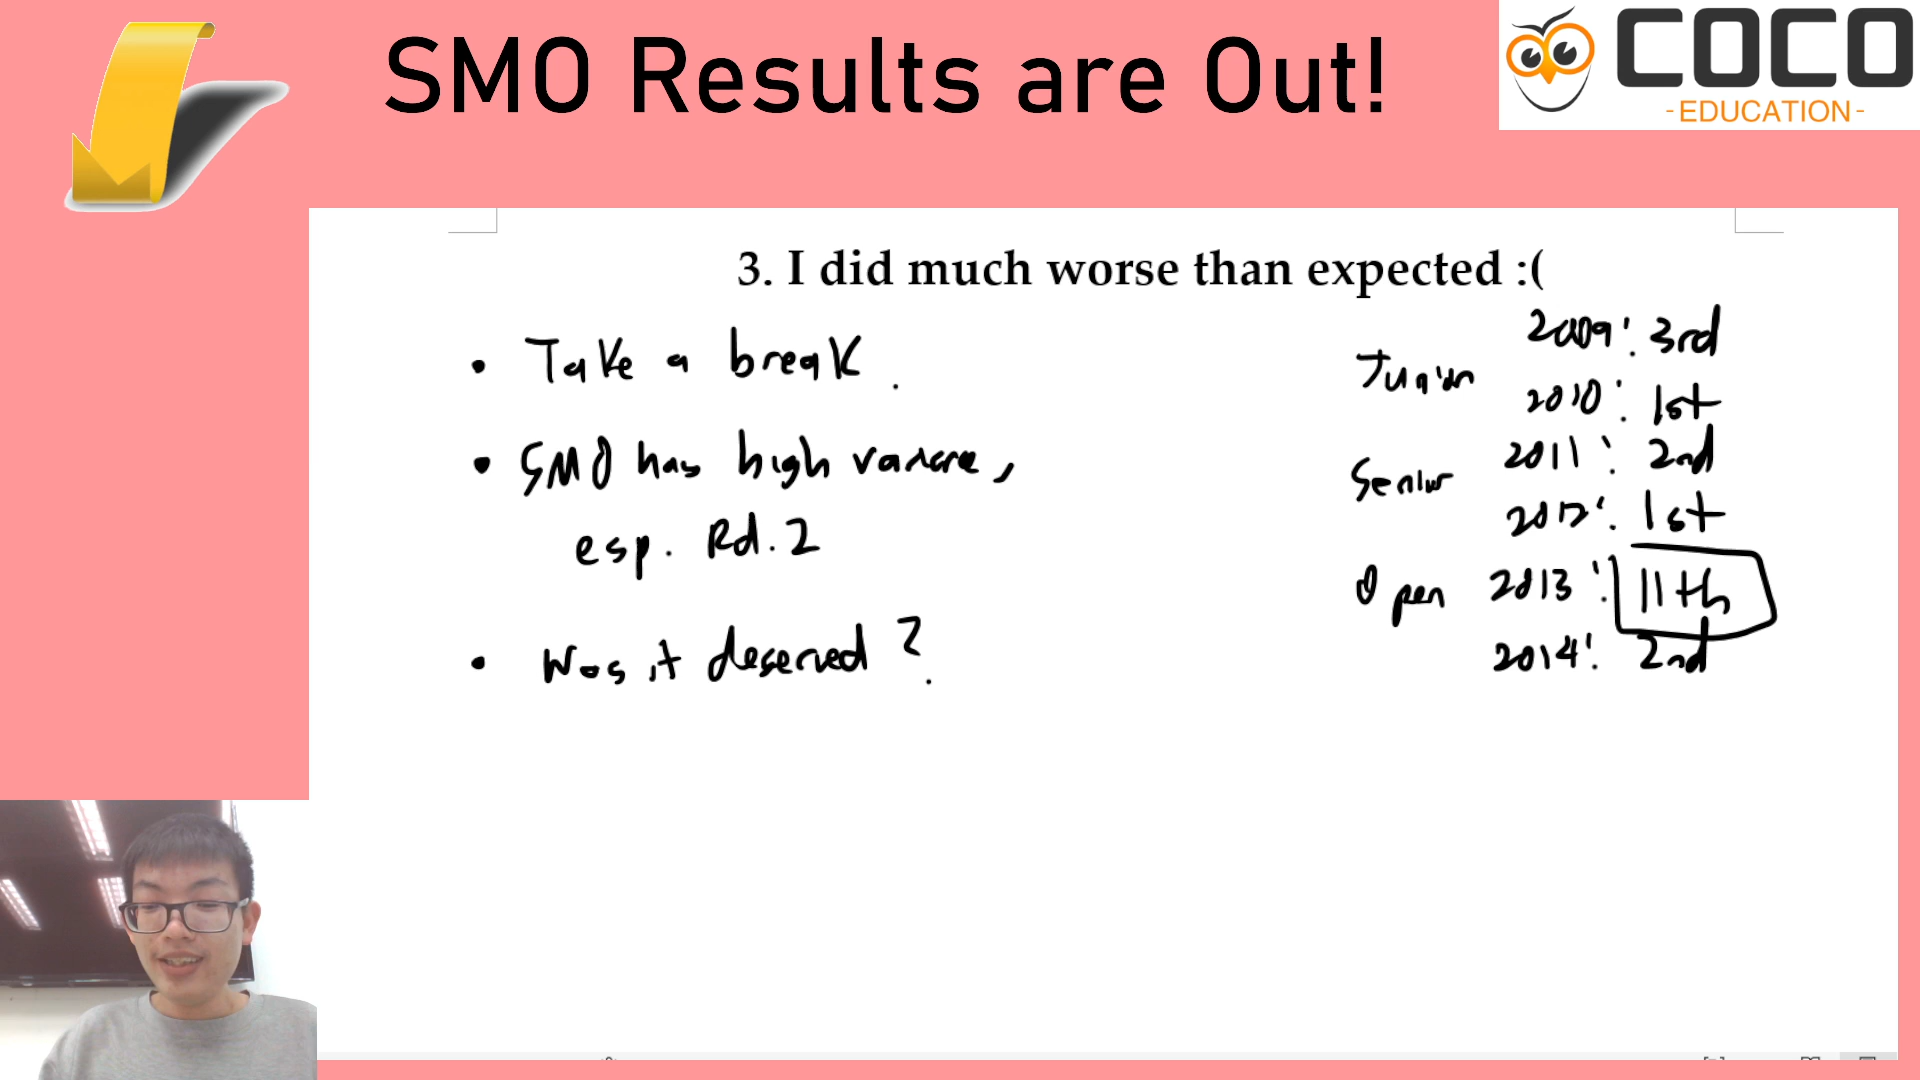 SMO Results are Out!
COCO
-EDUCATION-
3. I did much worse than expected :(
• Take a break.
• SMO has high variance,
esp. Rd. 2
• Was it deserved?
Junior 2009: 3rd
2010: 1st
Senior 2011: 2nd
2012: 1st
Open 2013: 11th
2014: 2nd